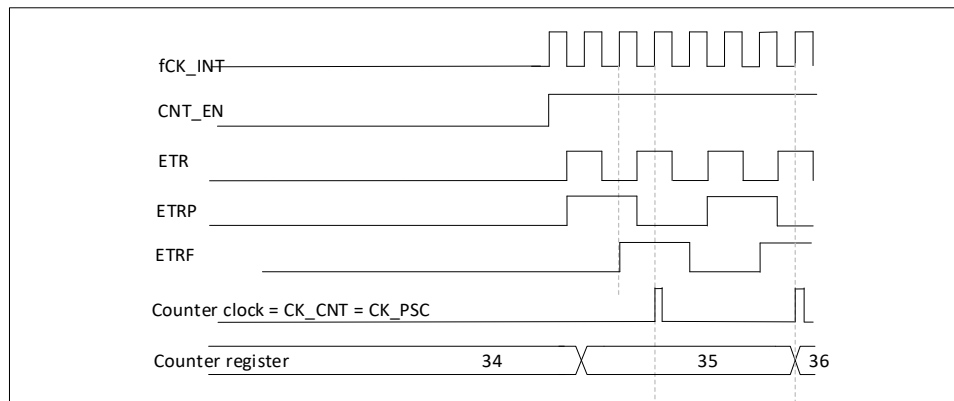 fCK_INT
CNT_EN
ETR
ETRP
ETRF
Counter clock = CK_CNT = CK_PSC
Counter register 34 35 36